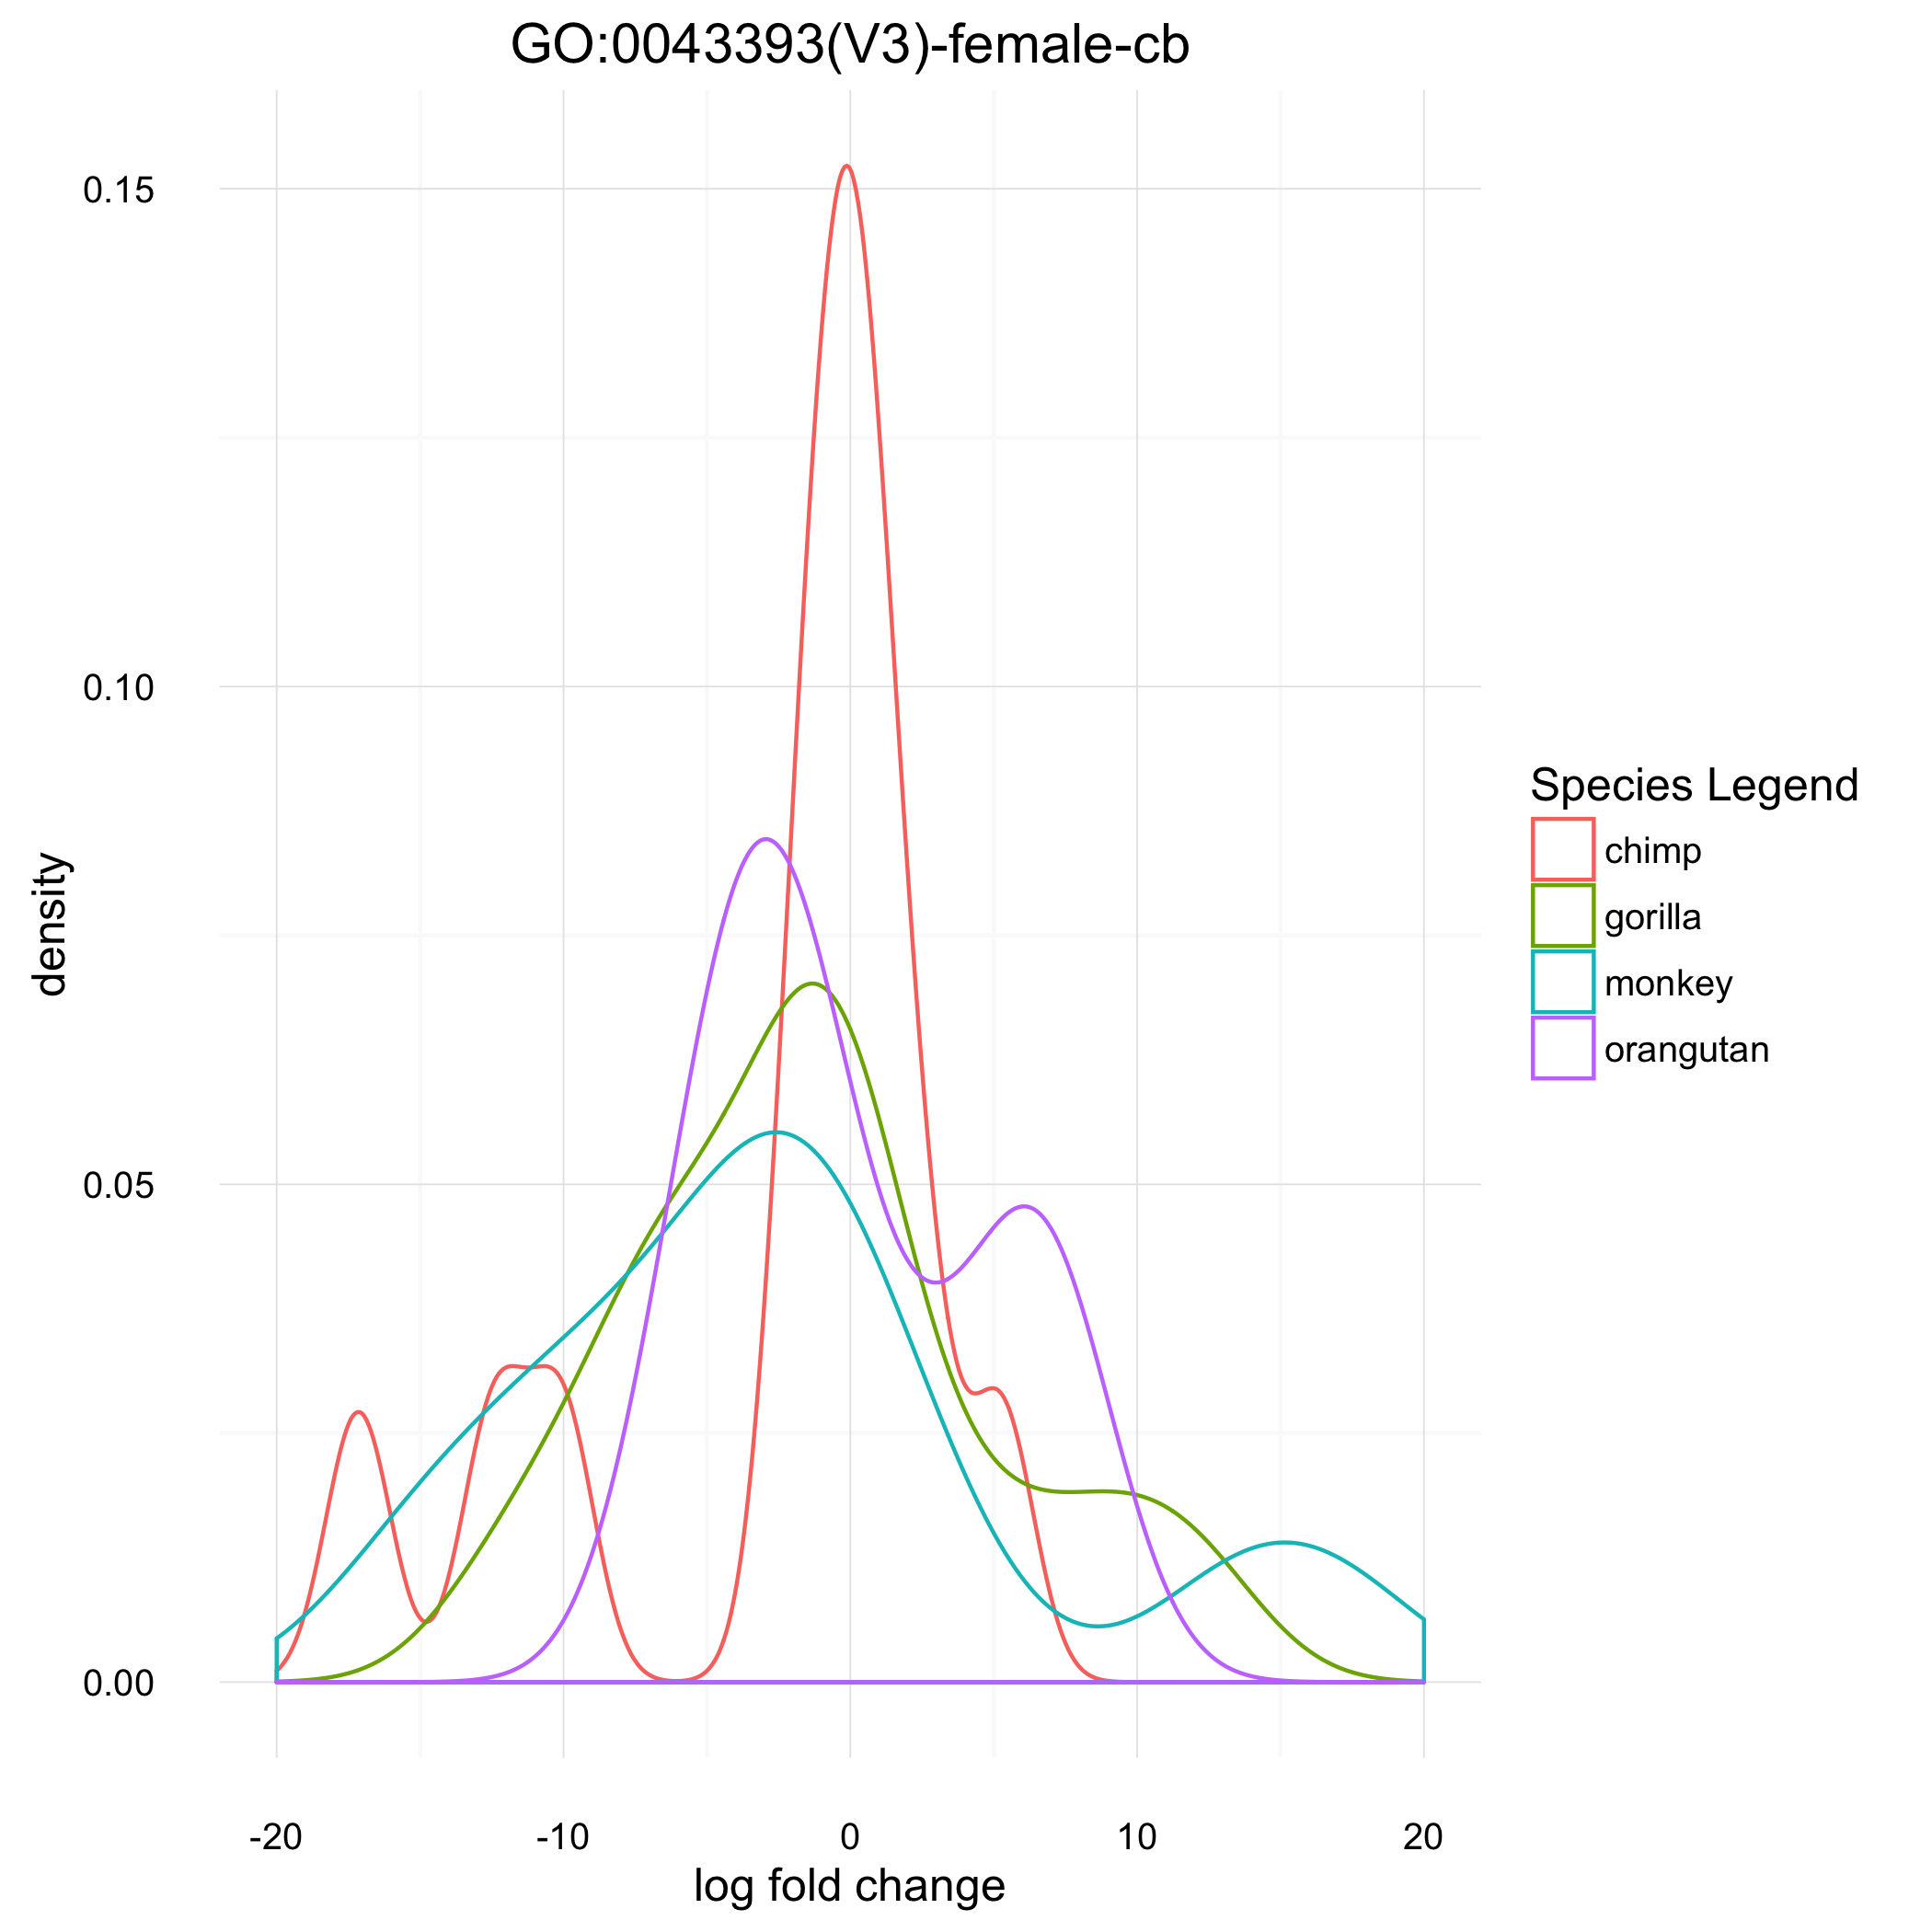 GO:0043393(V3)-female-cb
0.15
0.10
0.05
0.00
density
-20 -10 0 10 20
log fold change
Species Legend
chimp
gorilla
monkey
orangutan